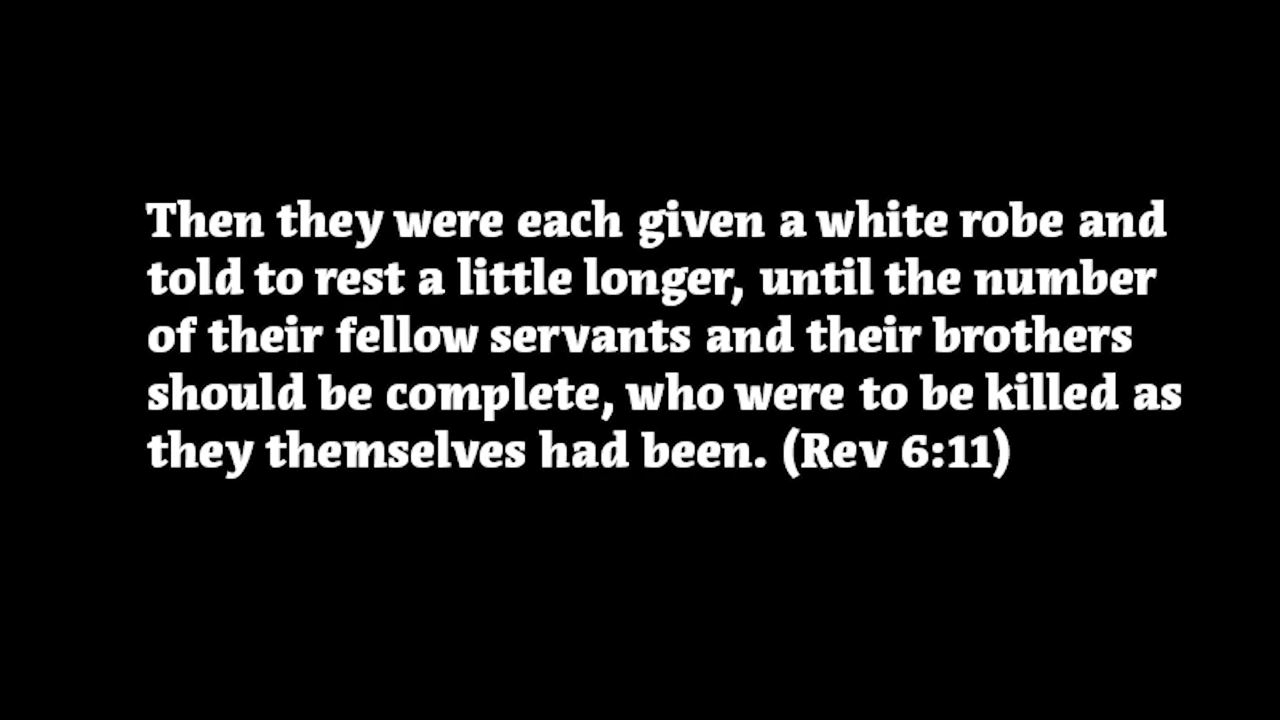 Then they were each given a white robe and
told to rest a little longer, until the number
of their fellow servants and their brothers
should be complete, who were to be killed as
they themselves had been. (Rev 6:11)